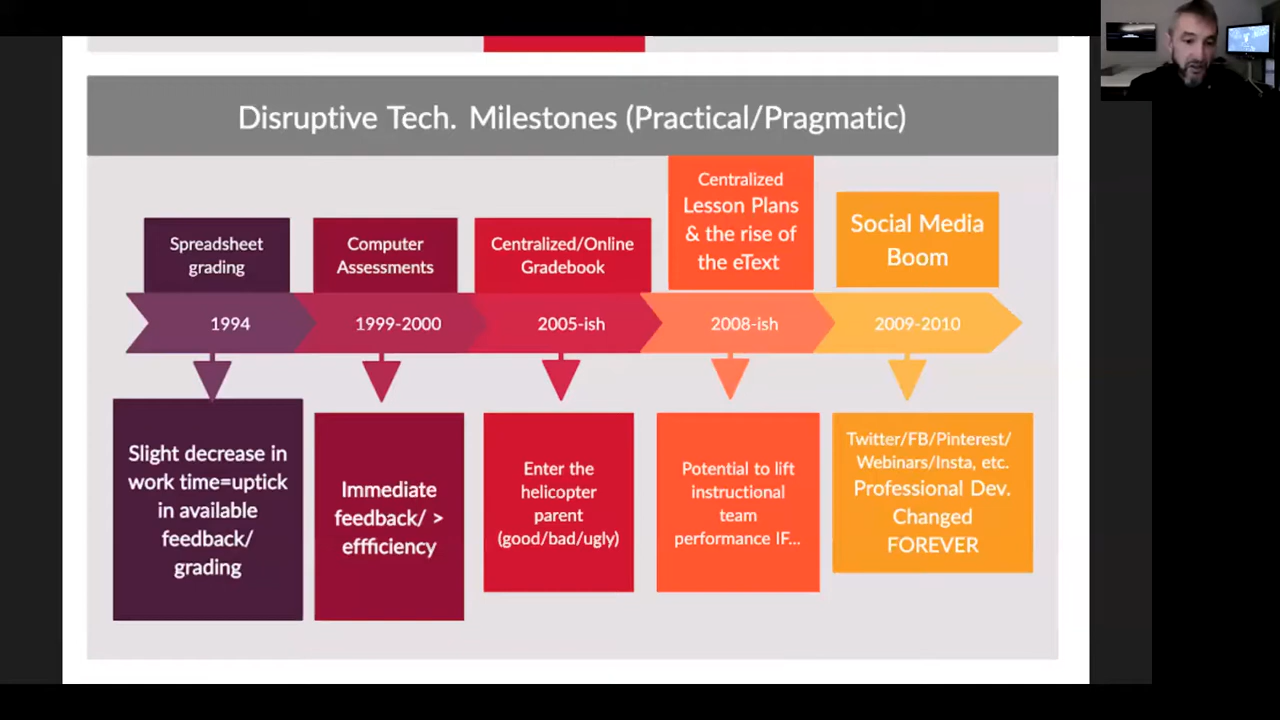 Disruptive Tech. Milestones (Practical/Pragmatic)
Spreadsheet
grading
Computer
Assessments
Centralized/Online
Gradebook
Centralized
Lesson Plans
& the rise of
the eText
Social Media
Boom
1994
1999-2000
2005-ish
2008-ish
2009-2010
Slight decrease in
work time=uptick
in available
feedback/
grading
Immediate
feedback/ >
effficiency
Enter the
helicopter
parent
(good/bad/ugly)
Potential to lift
instructional
team
performance IF...
Twitter/FB/Pinterest/
Webinars/Insta, etc.
Professional Dev.
Changed
FOREVER